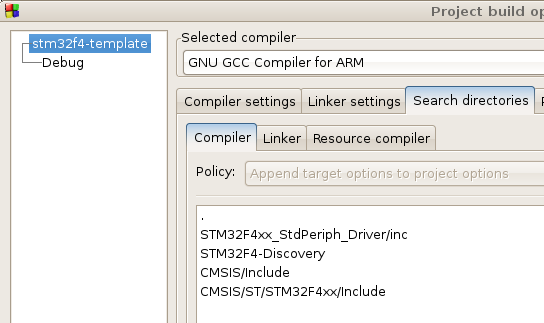 Project build op
stm32f4-template
Debug
Selected compiler
GNU GCC Compiler for ARM
Compiler settings
Linker settings
Search directories
Compiler
Linker
Resource compiler
Policy:
Append target options to project options
.
STM32F4xx_StdPeriph_Driver/inc
STM32F4-Discovery
CMSIS/Include
CMSIS/ST/STM32F4xx/Include